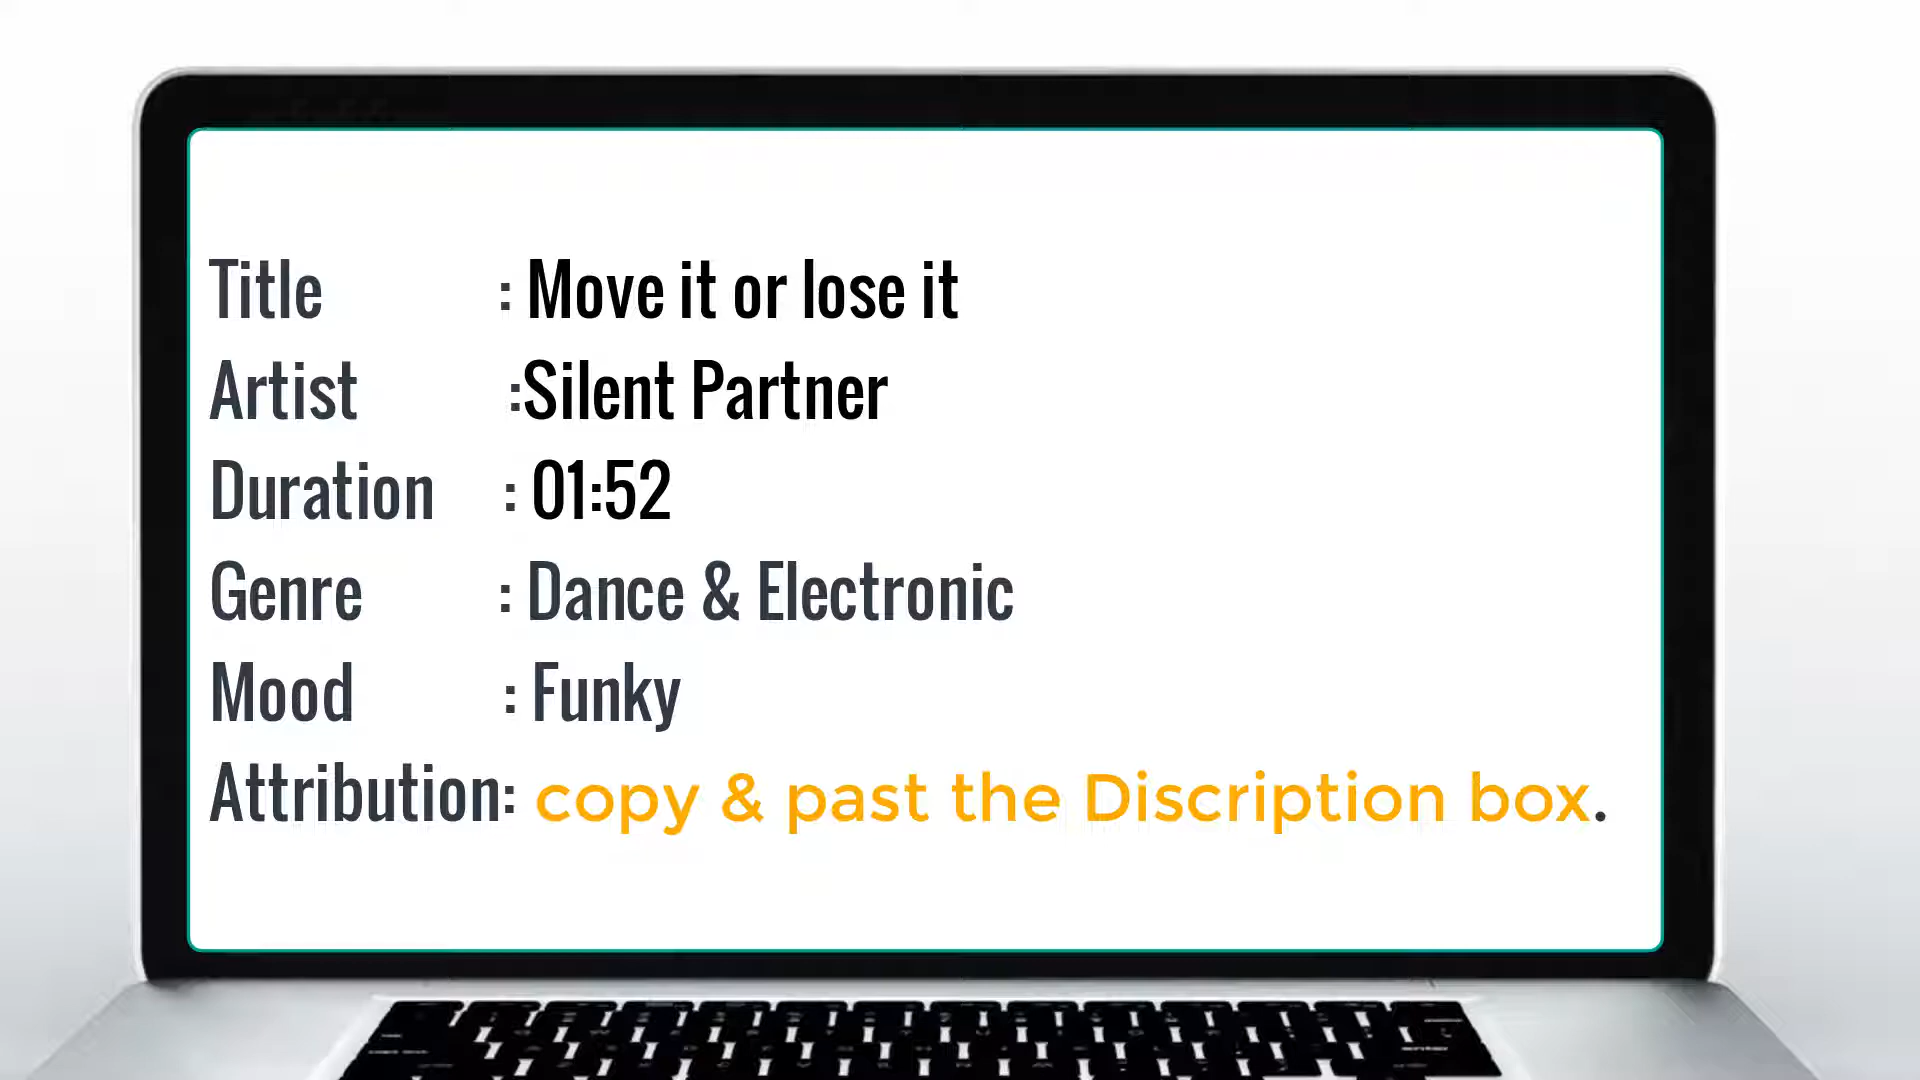 Title : Move it or lose it
Artist :Silent Partner
Duration : 01:52
Genre : Dance & Electronic
Mood : Funky
Attribution: copy & past the Discription box.